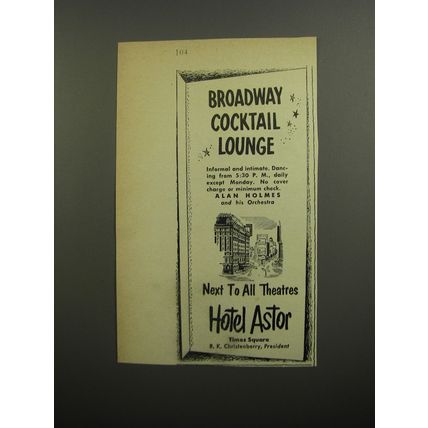 104
BROADWAY
COCKTAIL
LOUNGE
Informal and intimate. Danc-
ing from 5:30 P. M., daily
except Monday. No cover
charge or minimum check.
ALAN HOLMES
and his Orchestra
Next To All Theatres
Hotel Astor
Times Square
R. K. Christenberry, President